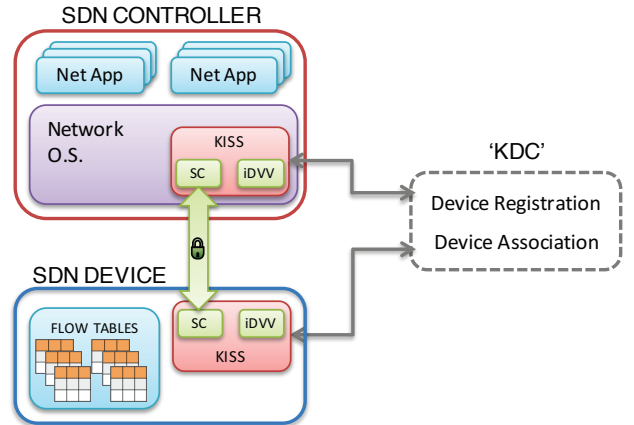 SDN CONTROLLER
Net App
Net App
Network
O.S.
KISS
SC
iDVV
'KDC'
Device Registration
Device Association
SDN DEVICE
FLOW TABLES
SC
iDVV
KISS